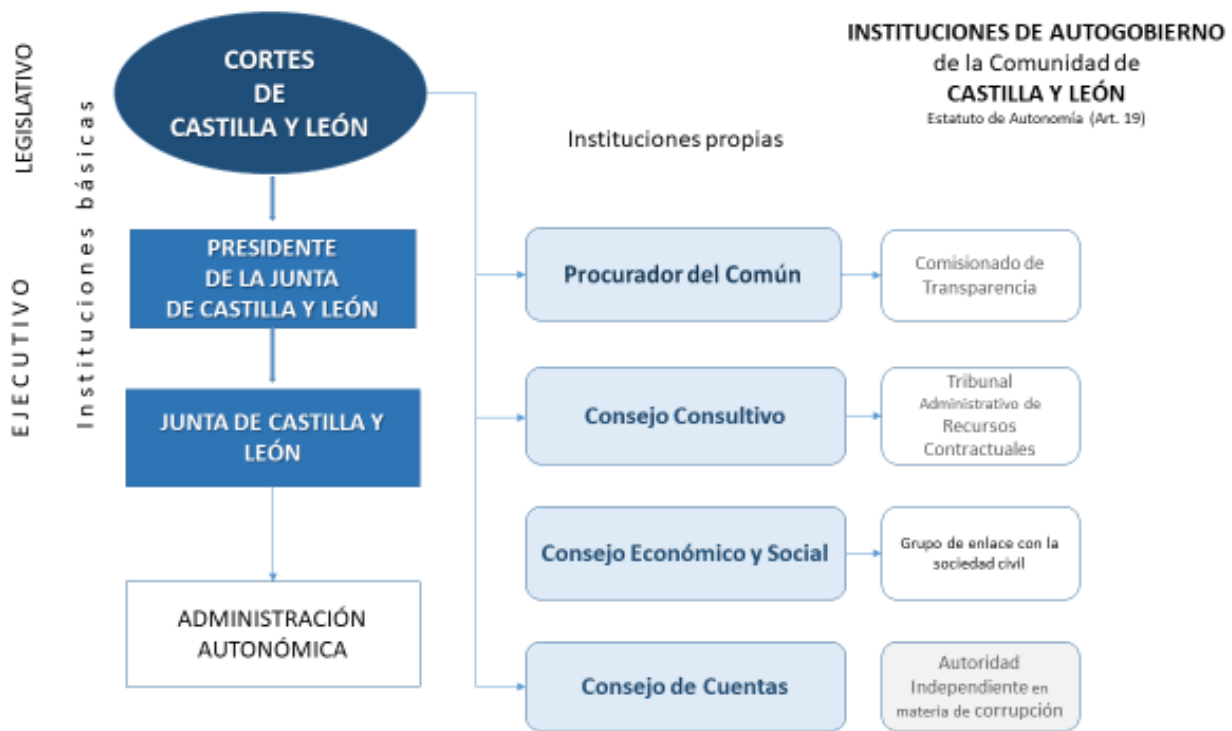 LEGISLATIVO
EJECUTIVO
Instituciones básicas
CORTES
DE
CASTILLA Y LEÓN
PRESIDENTE
DE LA JUNTA
DE CASTILLA Y LEÓN
JUNTA DE CASTILLA Y
LEÓN
ADMINISTRACIÓN
AUTONÓMICA
INSTITUCIONES DE AUTOGOBIERNO
de la Comunidad de
CASTILLA Y LEÓN
Estatuto de Autonomía (Art. 19)
Instituciones propias
Procurador del Común
Comisionado de
Transparencia
Consejo Consultivo
Tribunal
Administrativo de
Recursos
Contractuales
Consejo Económico y Social
Grupo de enlace con la
sociedad civil
Consejo de Cuentas
Autoridad
Independiente en
materia de corrupción